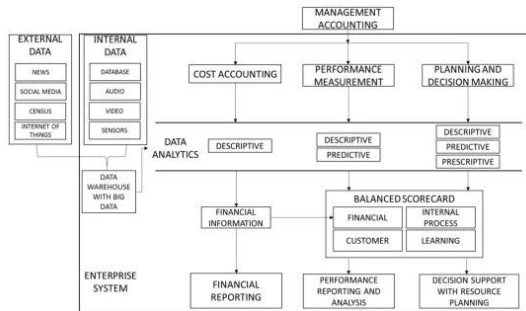 MANAGEMENT
ACCOUNTING
EXTERNAL
DATA
NEWS
SOCIAL MEDIA
CENSUS
INTERNET OF
THINGS
INTERNAL
DATA
DATABASE
AUDIO
VIDEO
SENSORS
DATA
WAREHOUSE
WITH BIG
DATA
COST ACCOUNTING
PERFORMANCE
MEASUREMENT
PLANNING AND
DECISION MAKING
DATA
ANALYTICS
DESCRIPTIVE
DESCRIPTIVE
PREDICTIVE
DESCRIPTIVE
PREDICTIVE
PRESCRIPTIVE
FINANCIAL
INFORMATION
BALANCED SCORECARD
FINANCIAL
INTERNAL
PROCESS
CUSTOMER
LEARNING
ENTERPRISE
SYSTEM
FINANCIAL
REPORTING
PERFORMANCE
REPORTING AND
ANALYSIS
DECISION SUPPORT
WITH RESOURCE
PLANNING